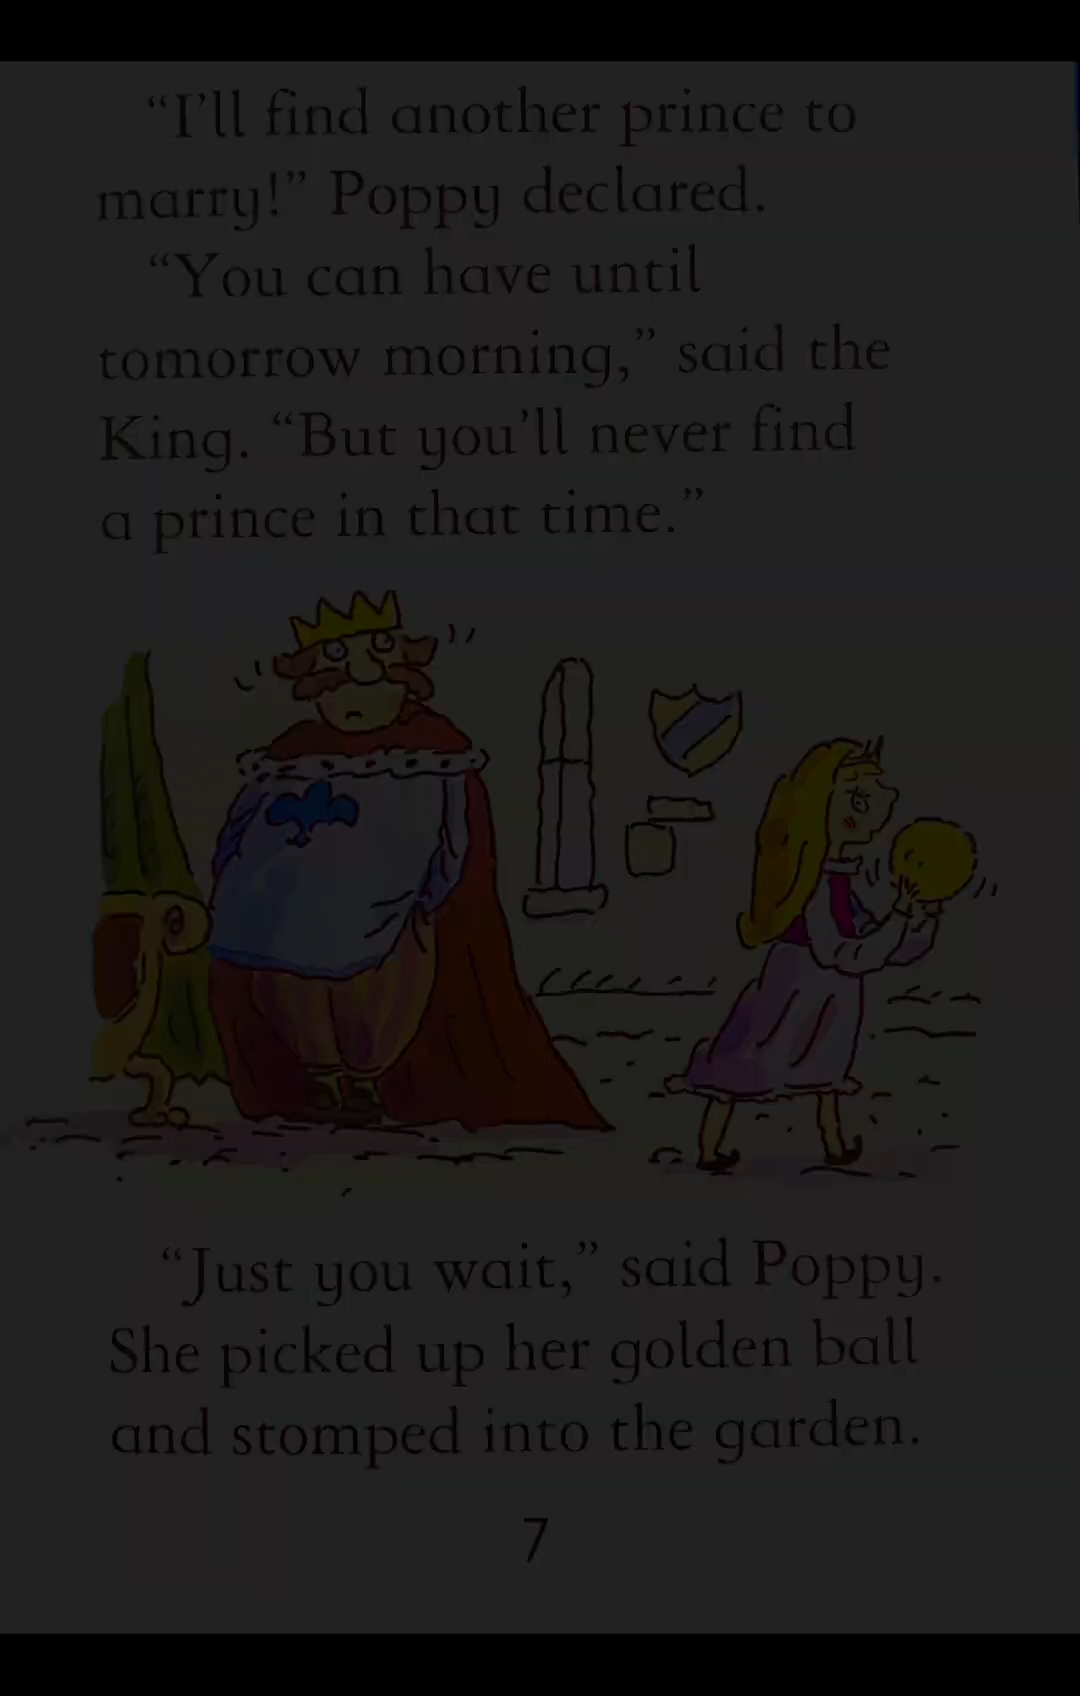 “I’ll find another prince to
marry!” Poppy declared.
“You can have until
tomorrow morning,” said the
King. “But you’ll never find
a prince in that time.”
“Just you wait,” said Poppy.
She picked up her golden ball
and stomped into the garden.
7